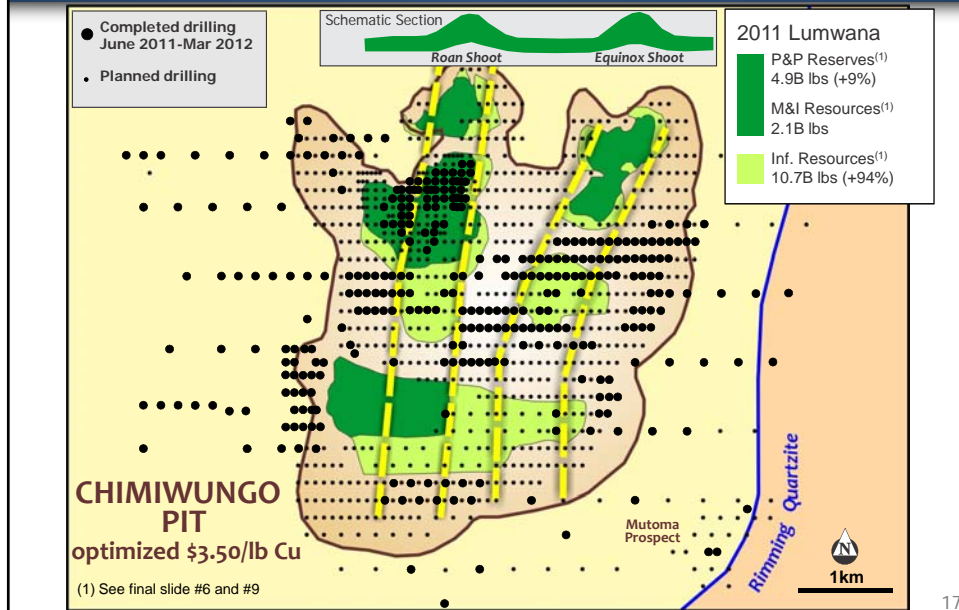 Completed drilling
June 2011-Mar 2012
Planned drilling
Schematic Section
Roan Shoot
Equinox Shoot
2011 Lumwana
P&P Reserves(1)
4.9B lbs (+9%)
M&I Resources(1)
2.1B lbs
Inf. Resources(1)
10.7B lbs (+94%)
CHIMIWUNGO
PIT
optimized $3.50/lb Cu
(1) See final slide #6 and #9
Mutoma
Prospect
Rimming Quartzite
N
1km
17